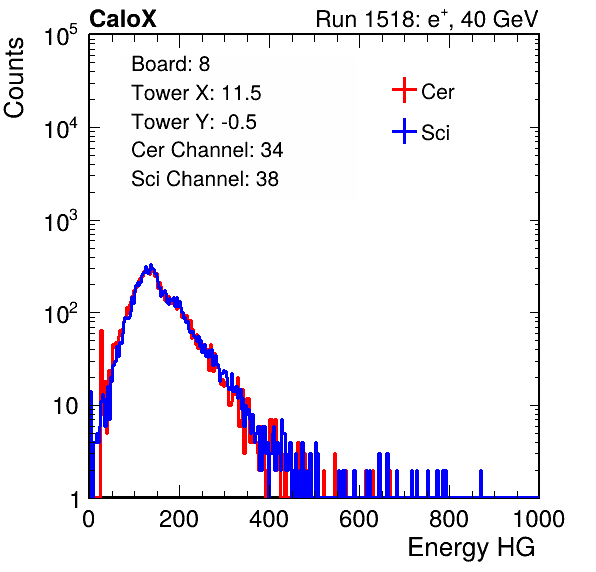 CaloX Run 1518: e⁺, 40 GeV
Counts
Board: 8
Tower X: 11.5
Tower Y: -0.5
Cer Channel: 34
Sci Channel: 38
Cer
Sci
10⁵
10⁴
10³
10²
10
1
0 200 400 600 800 1000
Energy HG